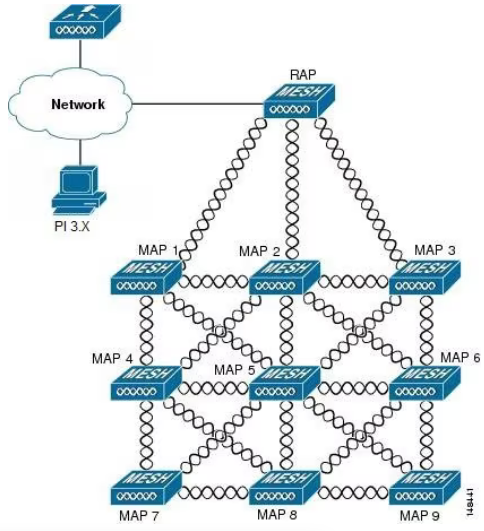 RAP
MESH
Network
PI 3.X
MAP 1
MAP 2
MAP 3
MESH
MESH
MESH
MAP 4
MAP 5
MAP 6
MESH
MESH
MESH
MESH
MESH
MESH
MAP 7
MAP 8
MAP 9
148441